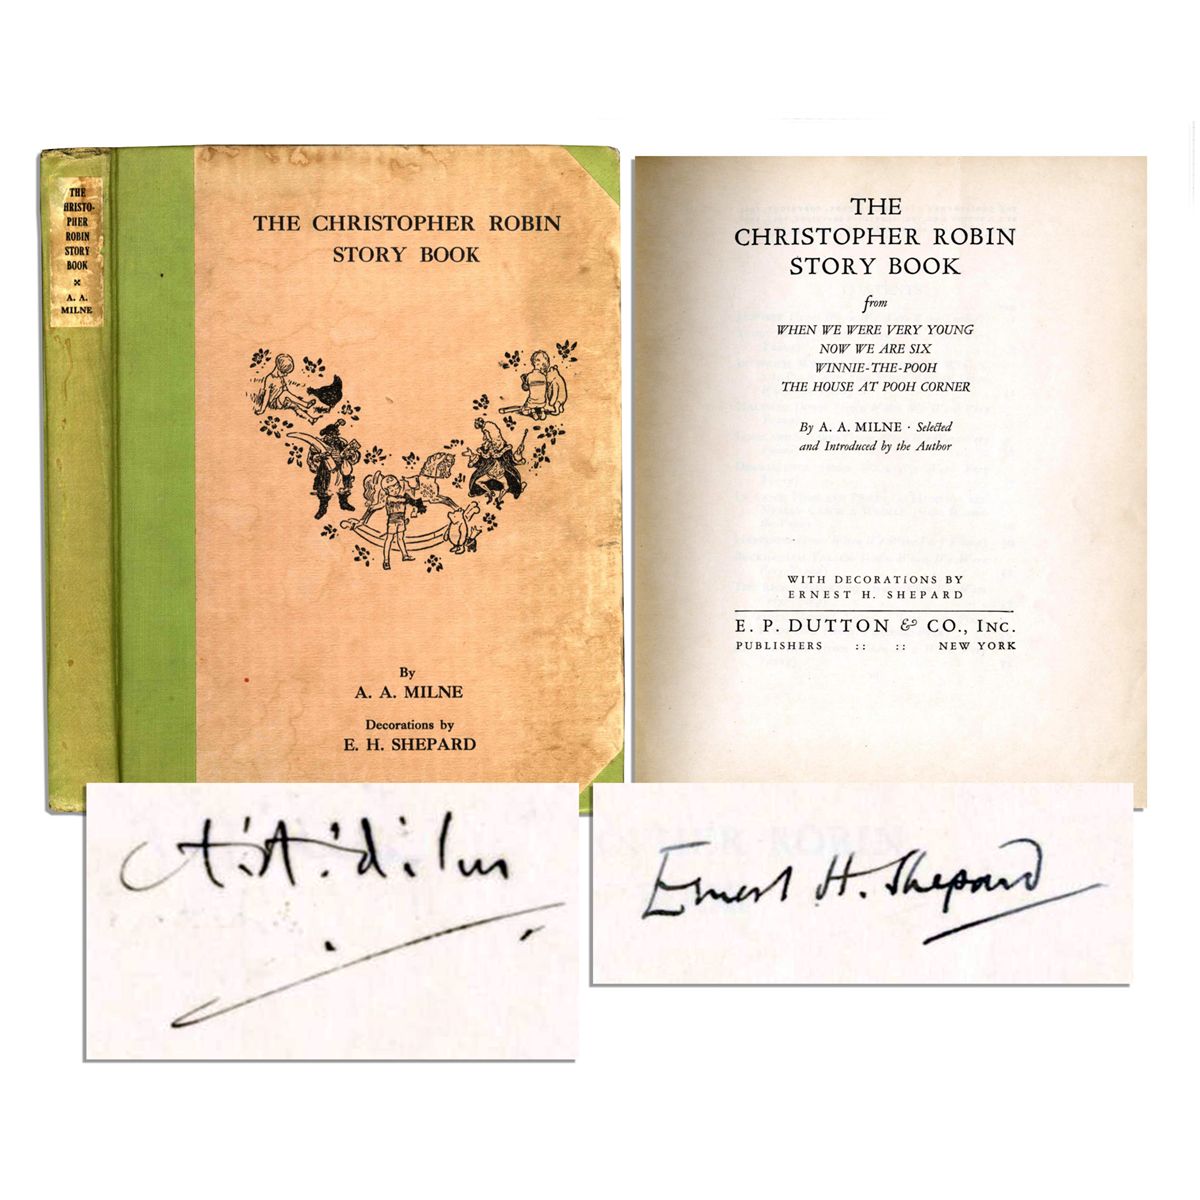 THE
HRISTO-
PHER
ROBIN
STORY
BOOK
A. A.
MILNE
THE CHRISTOPHER ROBIN
STORY BOOK
By
A. A. MILNE
Decorations by
E. H. SHEPARD
THE
CHRISTOPHER ROBIN
STORY BOOK
from
WHEN WE WERE VERY YOUNG
NOW WE ARE SIX
WINNIE-THE-POOH
THE HOUSE AT POOH CORNER
By A. A. MILNE · Selected
and Introduced by the Author
WITH DECORATIONS BY
ERNEST H. SHEPARD
E. P. DUTTON & CO., INC.
PUBLISHERS :: :: NEW YORK
A. A. Milne
Ernest H. Shepard